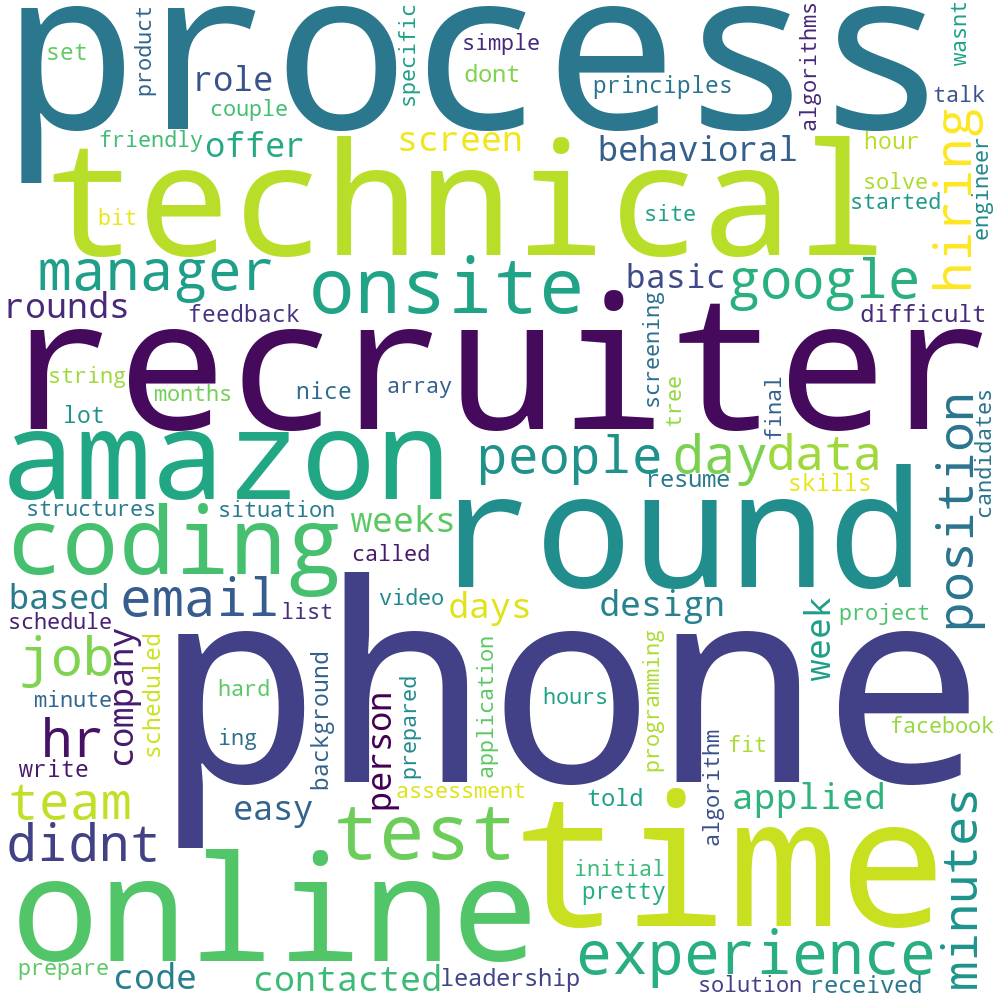 process
set
product
role
couple
specific
simple
dont
principles
algorithms
wasnt
talk
friendly
offer
screen
behavioral
hour
hiring
engineer
technical
bit
site
solve
started
manager
onsite
basic
google
rounds
feedback
screening
difficult
recruiter
string
months
nice
array
tree
final
lot
amazon
people
day
data
resume
skills
position
candidates
structures
situation
coding
weeks
called
round
based
email
list
video
days
design
week
project
schedule
job
company
scheduled
phone
minute
hard
ing
background
person
prepared
application
hours
programming
algorithm
fit
facebook
hr
write
team
easy
assessment
told
applied
minutes
didnt
test
time
online
initial
pretty
experience
prepare
code
contacted
leadership
solution
received